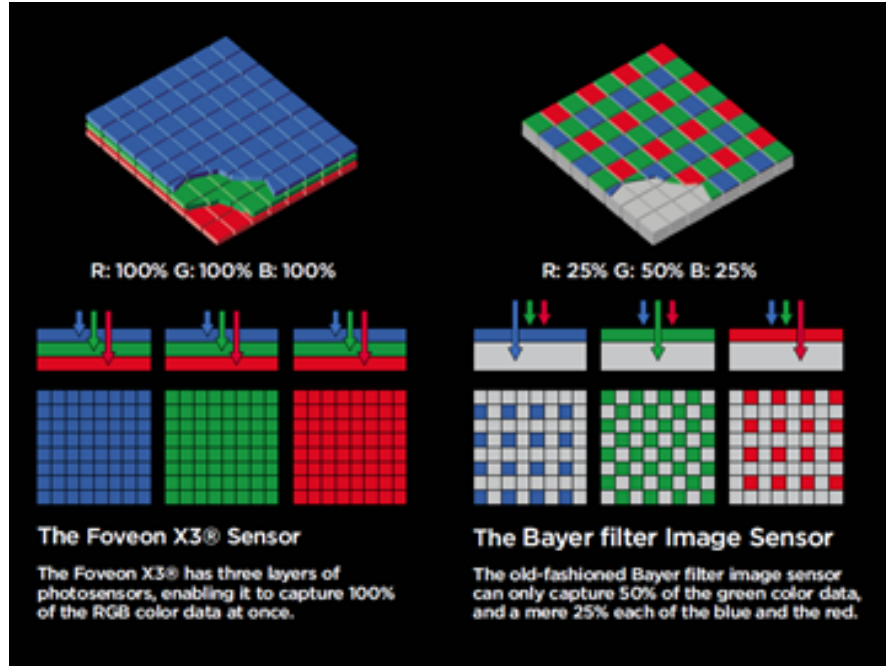 R: 100% G: 100% B: 100%
R: 25% G: 50% B: 25%
The Foveon X3® Sensor
The Foveon X3® has three layers of
photosensors, enabling it to capture 100%
of the RGB color data at once.
The Bayer filter Image Sensor
The old-fashioned Bayer filter image sensor
can only capture 50% of the green color data,
and a mere 25% each of the blue and the red.